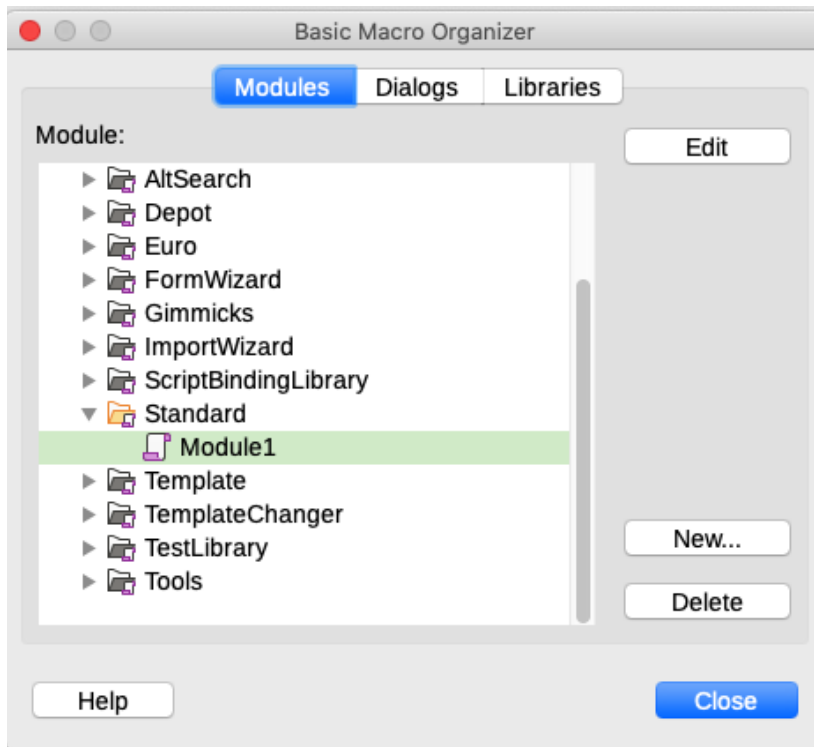 Basic Macro Organizer
Modules Dialogs Libraries
Module:
Edit
AltSearch
Depot
Euro
FormWizard
Gimmicks
ImportWizard
ScriptBindingLibrary
Standard
Module1
Template
TemplateChanger
TestLibrary
Tools
New...
Delete
Help Close